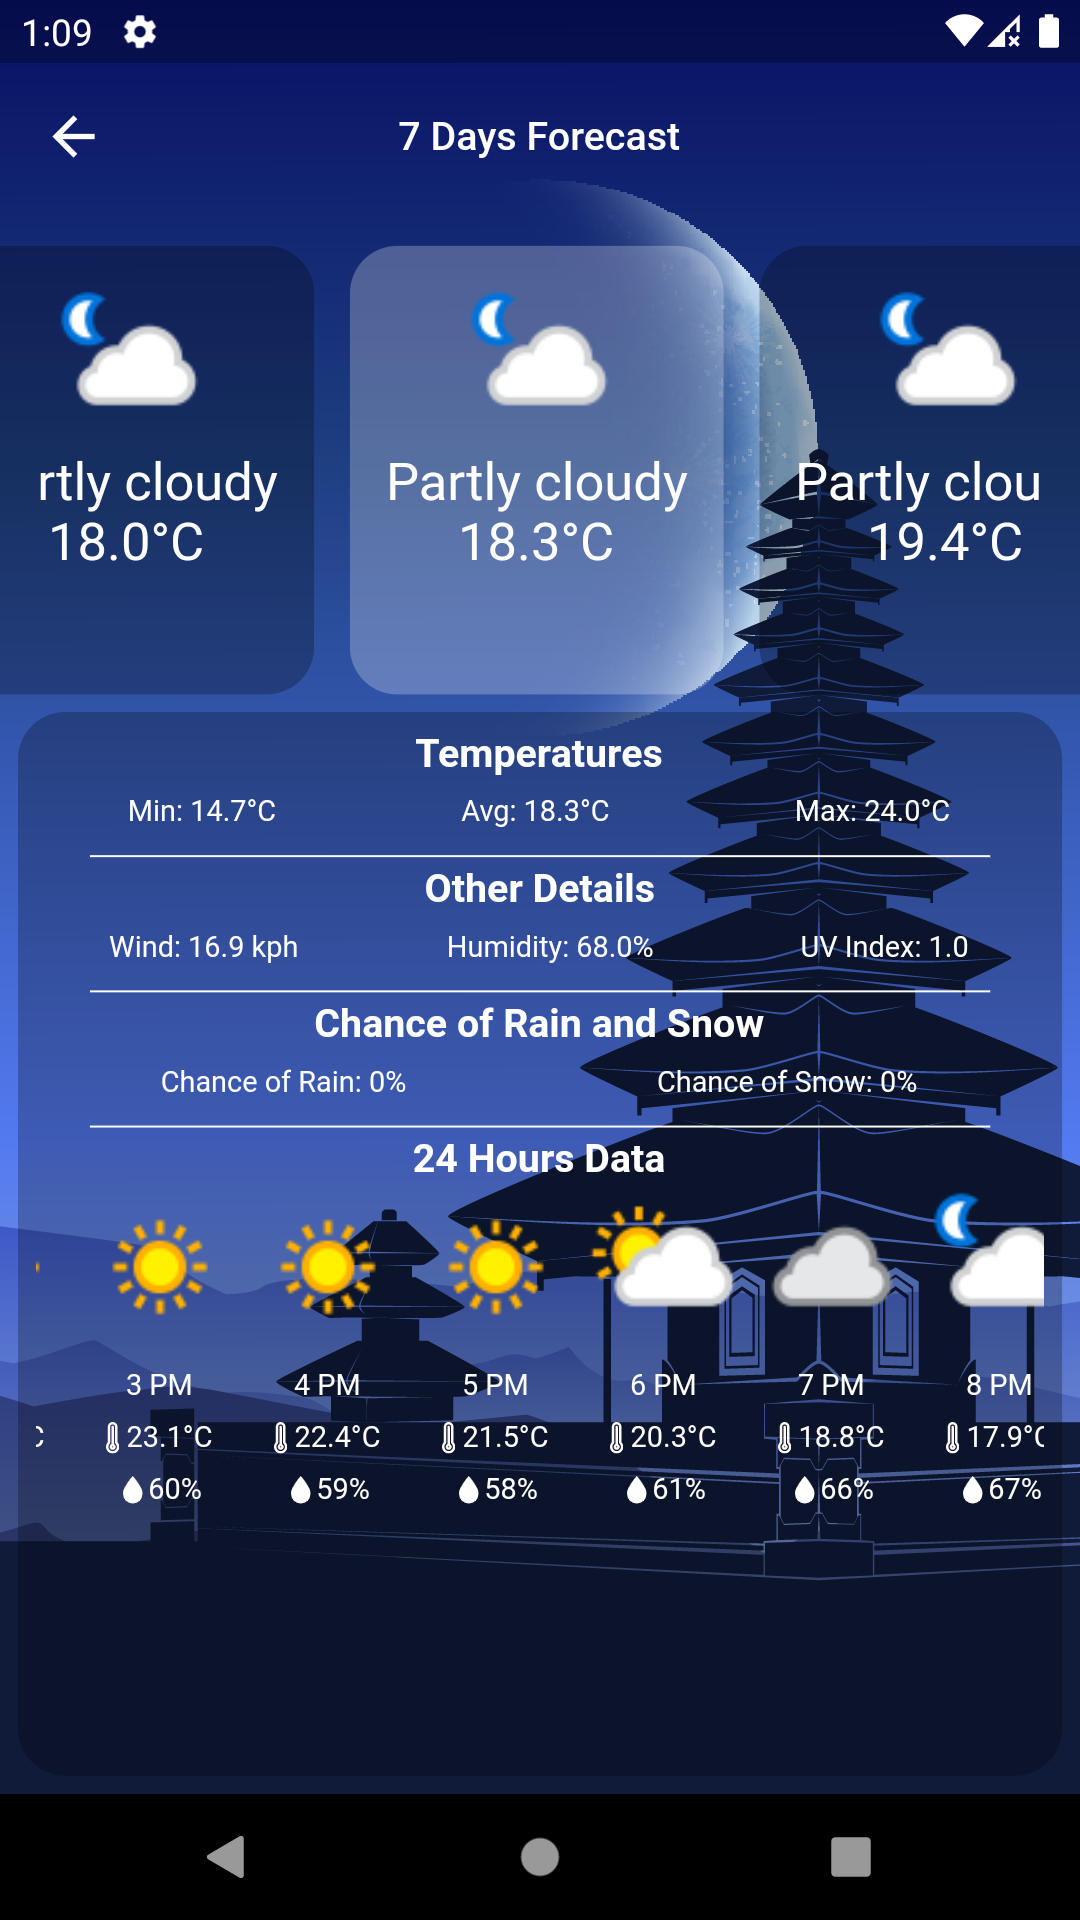 1:09
7 Days Forecast
rtly cloudy
18.0°C
Partly cloudy
18.3°C
Partly clou
19.4°C
Temperatures
Min: 14.7°C Avg: 18.3°C Max: 24.0°C
Other Details
Wind: 16.9 kph Humidity: 68.0% UV Index: 1.0
Chance of Rain and Snow
Chance of Rain: 0% Chance of Snow: 0%
24 Hours Data
3 PM 4 PM 5 PM 6 PM 7 PM 8 PM
C 23.1°C 22.4°C 21.5°C 20.3°C 18.8°C 17.9°C
60% 59% 58% 61% 66% 67%